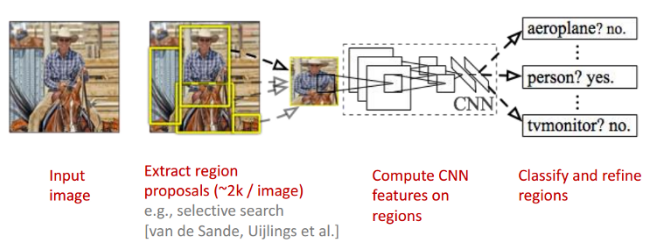 aeroplane? no.
⋮
person? yes.
⋮
tvmonitor? no.
CNN
Input
image
Extract region
proposals (~2k / image)
e.g., selective search
[van de Sande, Uijlings et al.]
Compute CNN
features on
regions
Classify and refine
regions